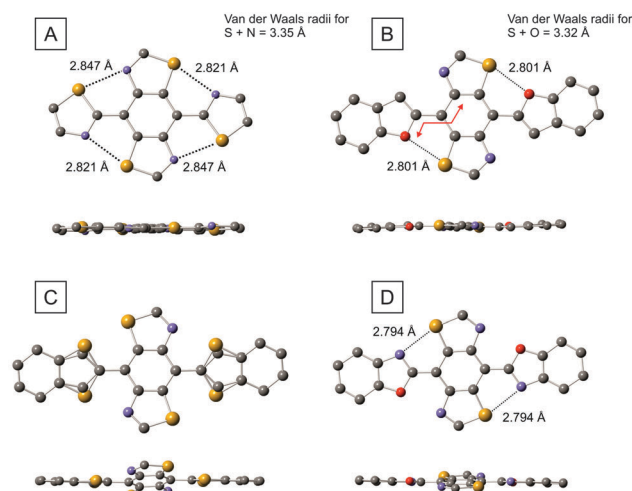 A
Van der Waals radii for
S + N = 3.35 Å
2.847 Å
2.821 Å
2.821 Å
2.847 Å
B
Van der Waals radii for
S + O = 3.32 Å
2.801 Å
2.801 Å
C
D
2.794 Å
2.794 Å